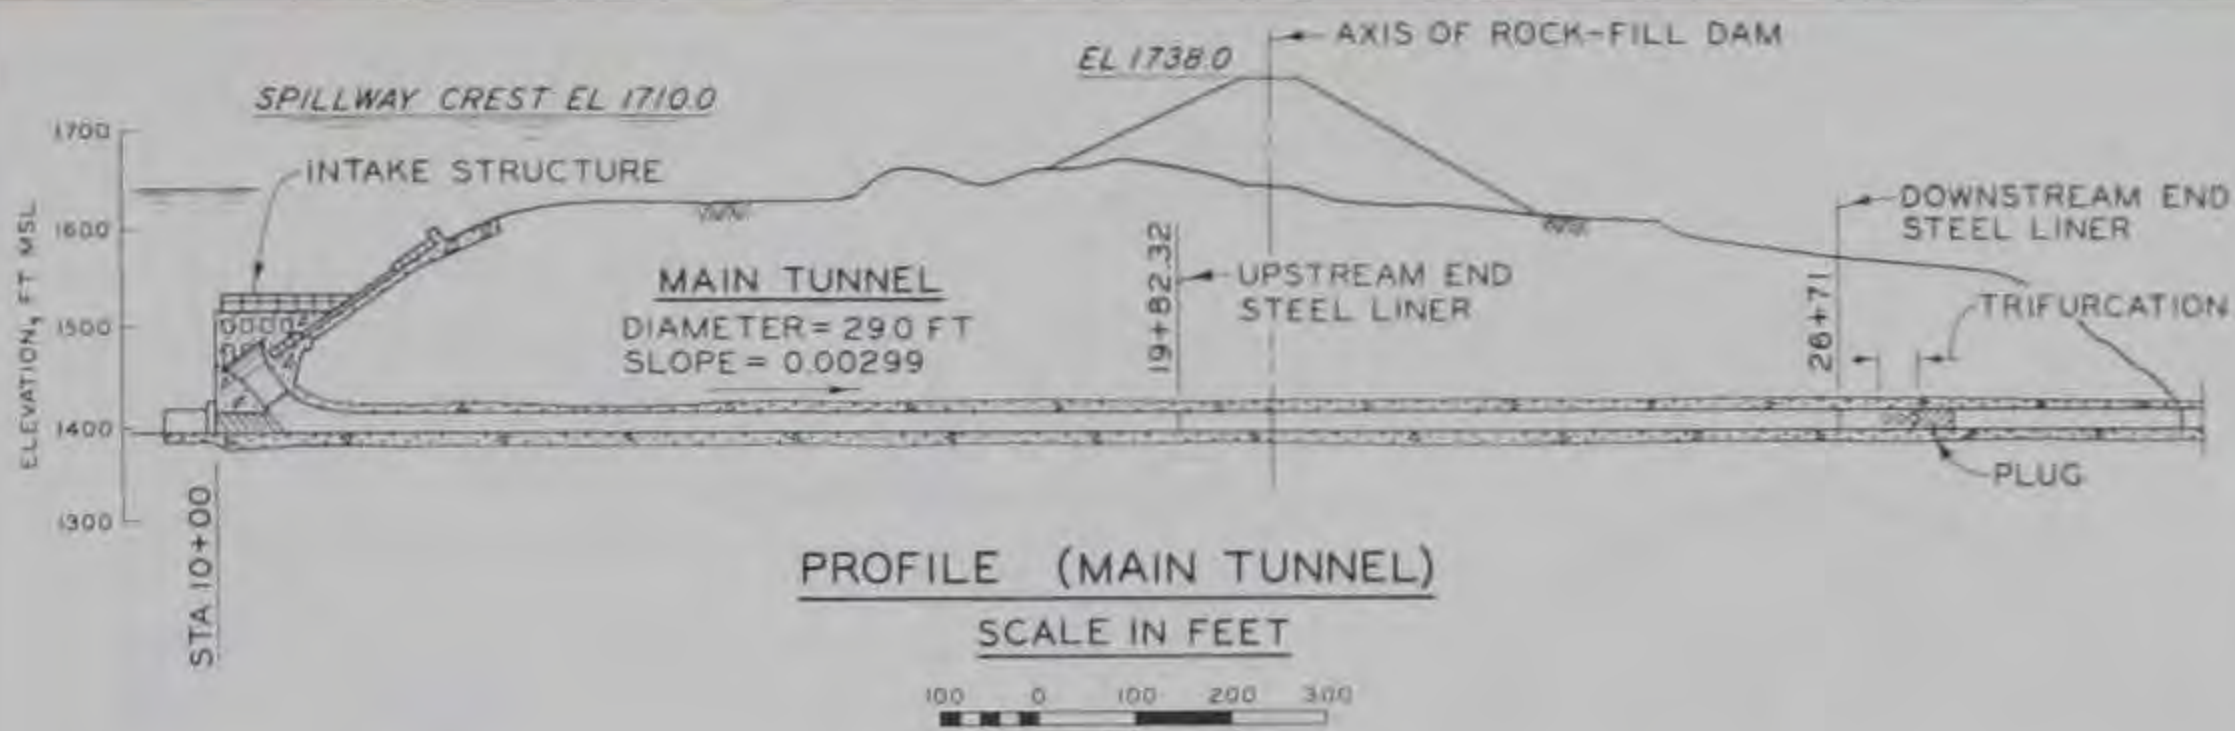 AXIS OF ROCK-FILL DAM
EL 1738.0
SPILLWAY CREST EL 1710.0
1700
INTAKE STRUCTURE
DOWNSTREAM END
STEEL LINER
1600
MAIN TUNNEL
UPSTREAM END
STEEL LINER
19+82.32
DIAMETER = 29.0 FT
SLOPE = 0.00299
TRIFURCATION
26+71
1500
1400
ELEVATION, FT MSL
PLUG
1300
STA 10+00
PROFILE (MAIN TUNNEL)
SCALE IN FEET
100 0 100 200 300